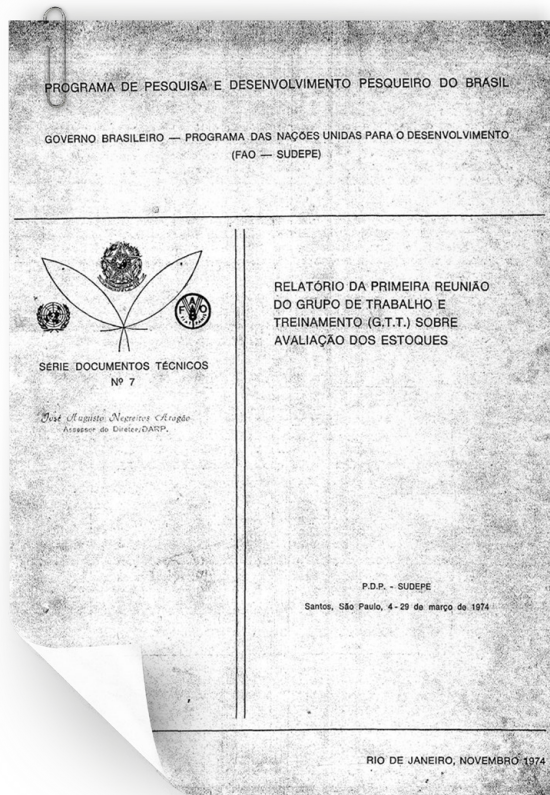 PROGRAMA DE PESQUISA E DESENVOLVIMENTO PESQUEIRO DO BRASIL
GOVERNO BRASILEIRO — PROGRAMA DAS NAÇÕES UNIDAS PARA O DESENVOLVIMENTO
(FAO — SUDEPE)
FAO
SÉRIE DOCUMENTOS TÉCNICOS
Nº 7
José Augusto Negreiros Aragão
Assessor do Diretor/DARP.
RELATÓRIO DA PRIMEIRA REUNIÃO
DO GRUPO DE TRABALHO E
TREINAMENTO (G.T.T.) SOBRE
AVALIAÇÃO DOS ESTOQUES
P.D.P. - SUDEPE
Santos, São Paulo, 4 - 29 de março de 1974
RIO DE JANEIRO, NOVEMBRO 1974